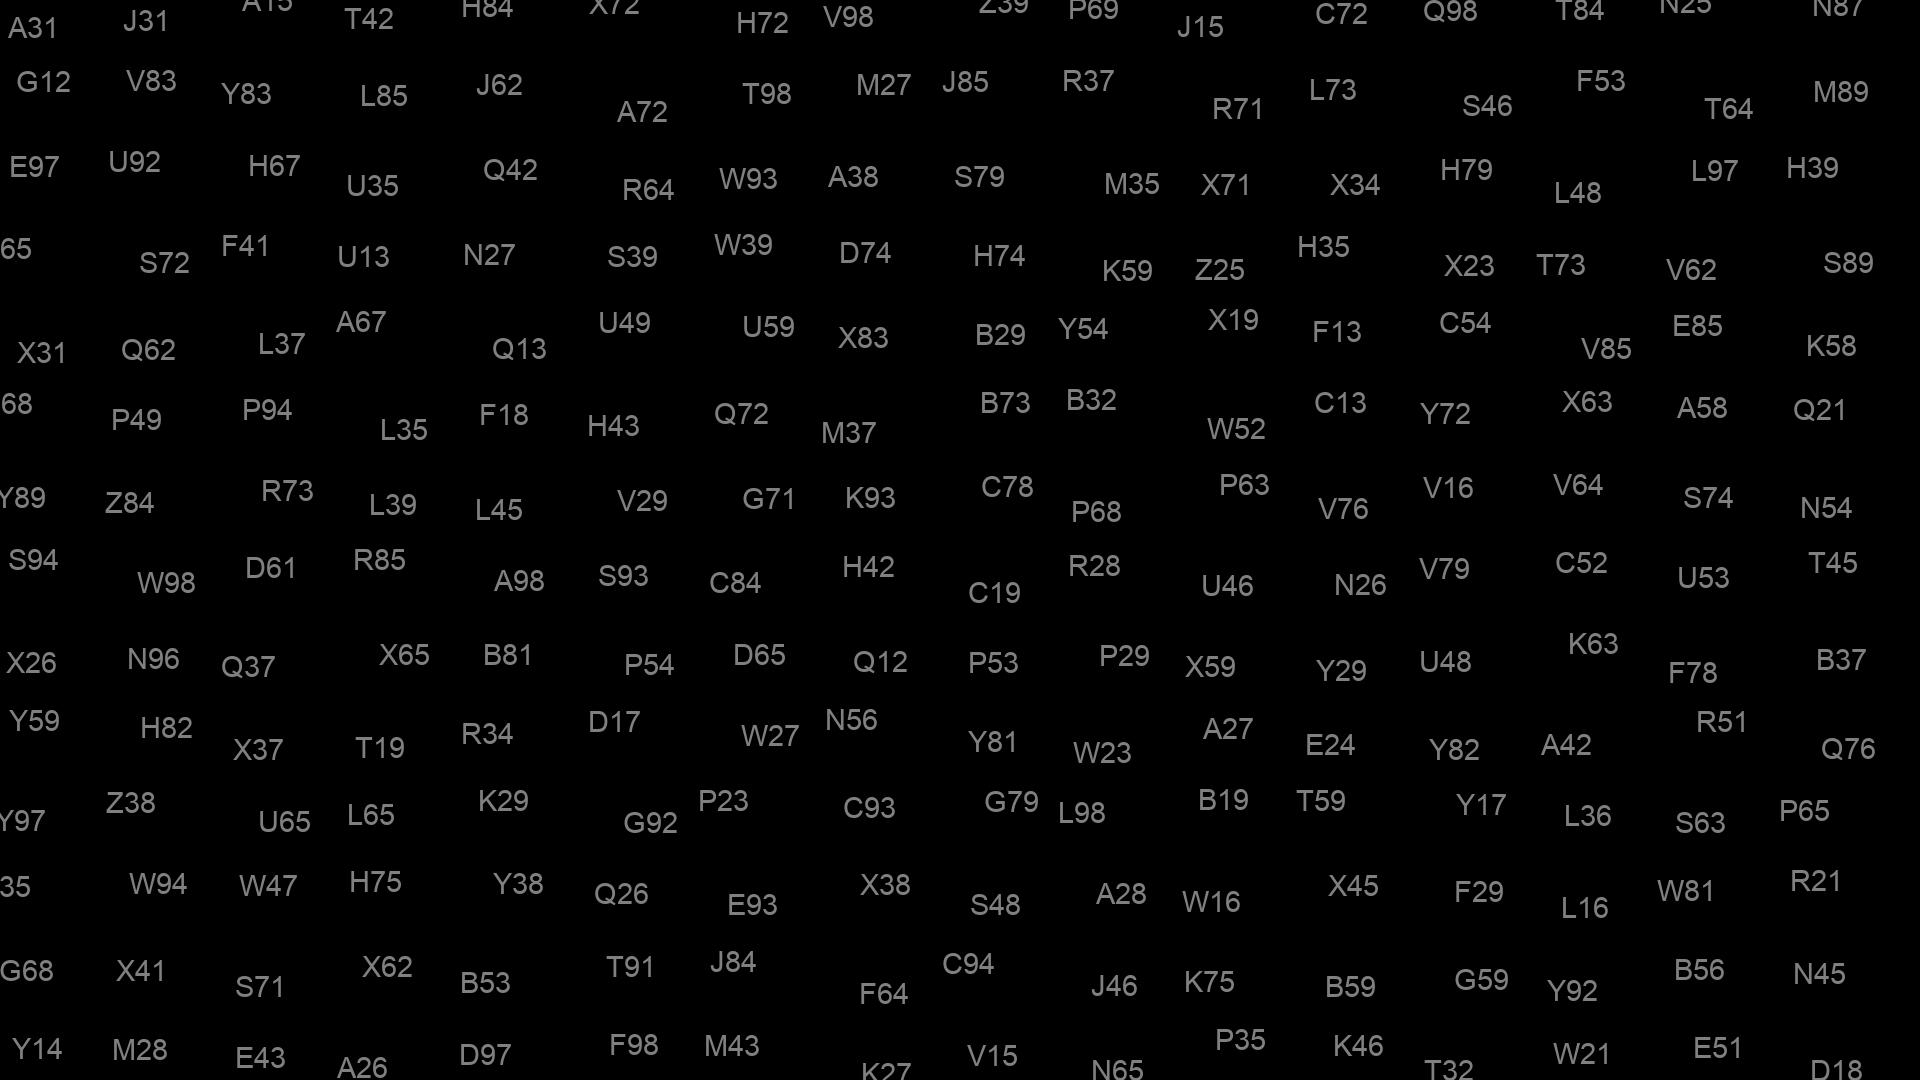 A31 J31 A15 T42 H84 X72 H72 V98 Z39 P69 J15 C72 Q98 T84 N25 N87
G12 V83 Y83 L85 J62 A72 T98 M27 J85 R37 R71 L73 S46 F53 T64 M89
E97 U92 H67 U35 Q42 R64 W93 A38 S79 M35 X71 X34 H79 L48 L97 H39
65 S72 F41 U13 N27 S39 W39 D74 H74 K59 Z25 H35 X23 T73 V62 S89
X31 Q62 L37 A67 Q13 U49 U59 X83 B29 Y54 X19 F13 C54 V85 E85 K58
68 P49 P94 L35 F18 H43 Q72 M37 B73 B32 W52 C13 Y72 X63 A58 Q21
Y89 Z84 R73 L39 L45 V29 G71 K93 C78 P68 P63 V76 V16 V64 S74 N54
S94 W98 D61 R85 A98 S93 C84 H42 C19 R28 U46 N26 V79 C52 U53 T45
X26 N96 Q37 X65 B81 P54 D65 Q12 P53 P29 X59 Y29 U48 K63 F78 B37
Y59 H82 X37 T19 R34 D17 W27 N56 Y81 W23 A27 E24 Y82 A42 R51 Q76
Y97 Z38 U65 L65 K29 G92 P23 C93 G79 L98 B19 T59 Y17 L36 S63 P65
35 W94 W47 H75 Y38 Q26 E93 X38 S48 A28 W16 X45 F29 L16 W81 R21
G68 X41 S71 X62 B53 T91 J84 F64 C94 J46 K75 B59 G59 Y92 B56 N45
Y14 M28 E43 A26 D97 F98 M43 K27 V15 N65 P35 K46 T32 W21 E51 D18